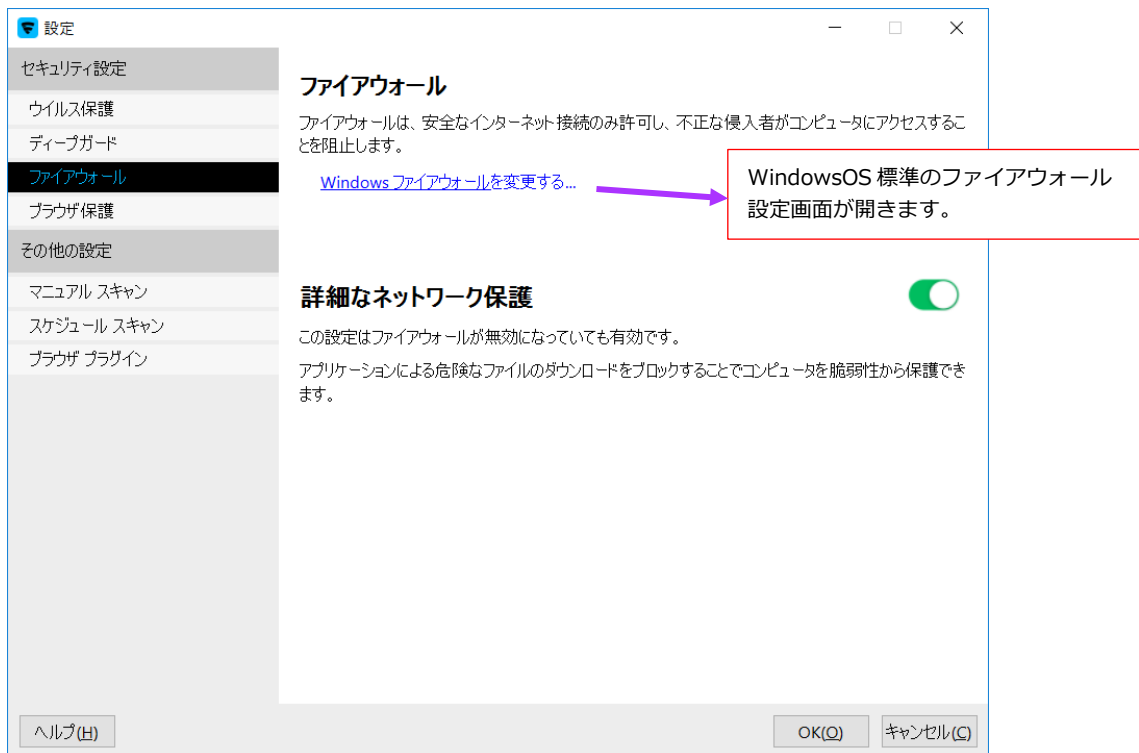 設定
セキュリティ設定
ウイルス保護
ディープガード
ファイアウォール
ブラウザ保護
その他の設定
マニュアル スキャン
スケジュール スキャン
ブラウザ プラグイン
ファイアウォール
ファイアウォールは、安全なインターネット接続のみ許可し、不正な侵入者がコンピュータにアクセスするこ
とを阻止します。
Windows ファイアウォールを変更する...
WindowsOS 標準のファイアウォール
設定画面が開きます。
詳細なネットワーク保護
この設定はファイアウォールが無効になっていても有効です。
アプリケーションによる危険なファイルのダウンロードをブロックすることでコンピュータを脆弱性から保護でき
ます。
ヘルプ(H)
OK(O)
キャンセル(C)